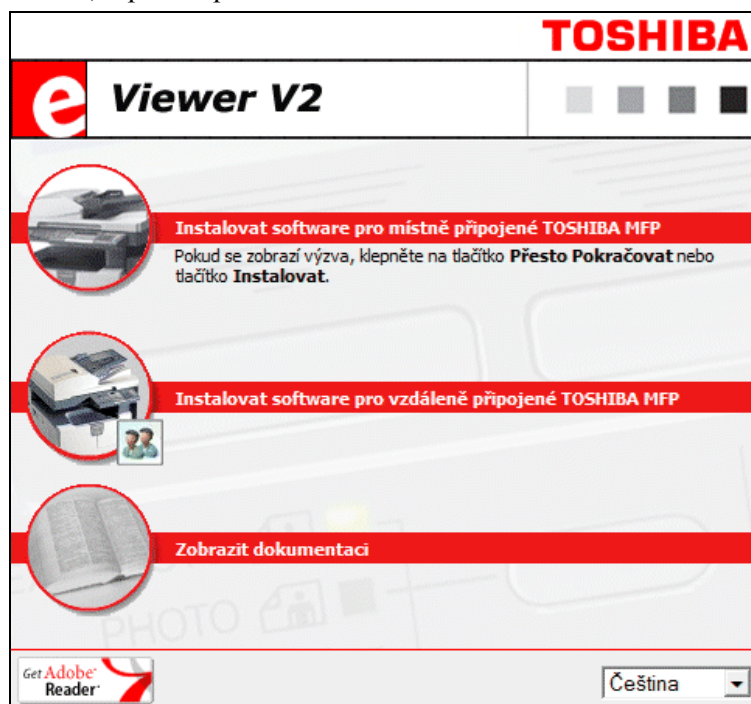 TOSHIBA
e Viewer V2
Instalovat software pro místně připojené TOSHIBA MFP
Pokud se zobrazí výzva, klepněte na tlačítko Přesto Pokračovat nebo
tlačítko Instalovat.
Instalovat software pro vzdáleně připojené TOSHIBA MFP
Zobrazit dokumentaci
PHOTO
Get Adobe
Reader
Čeština